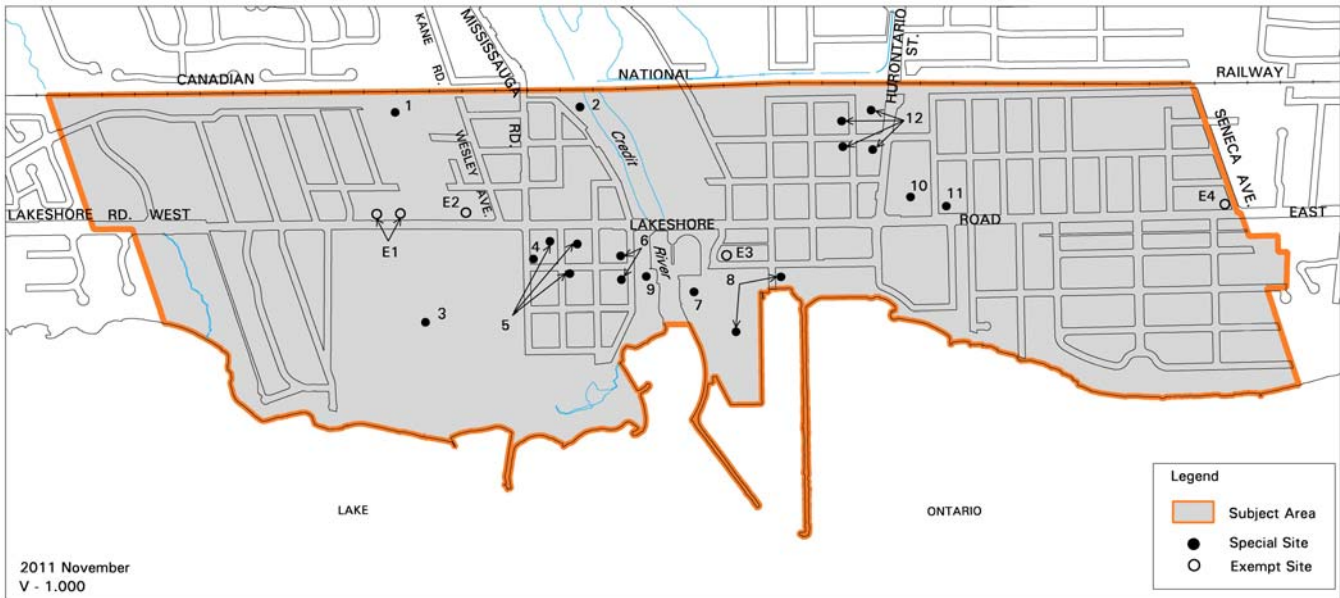 CANADIAN NATIONAL RAILWAY
KANE RD.
MISSISSAUGA RD.
HURONTARIO ST.
SENECA AVE.
WESLEY AVE.
Credit River
LAKESHORE RD. WEST
LAKESHORE ROAD EAST
1
2
12
10
11
E4
E2
E1
E3
4
6
5
9
7
8
3
LAKE ONTARIO
Legend
Subject Area
Special Site
Exempt Site
2011 November
V - 1.000